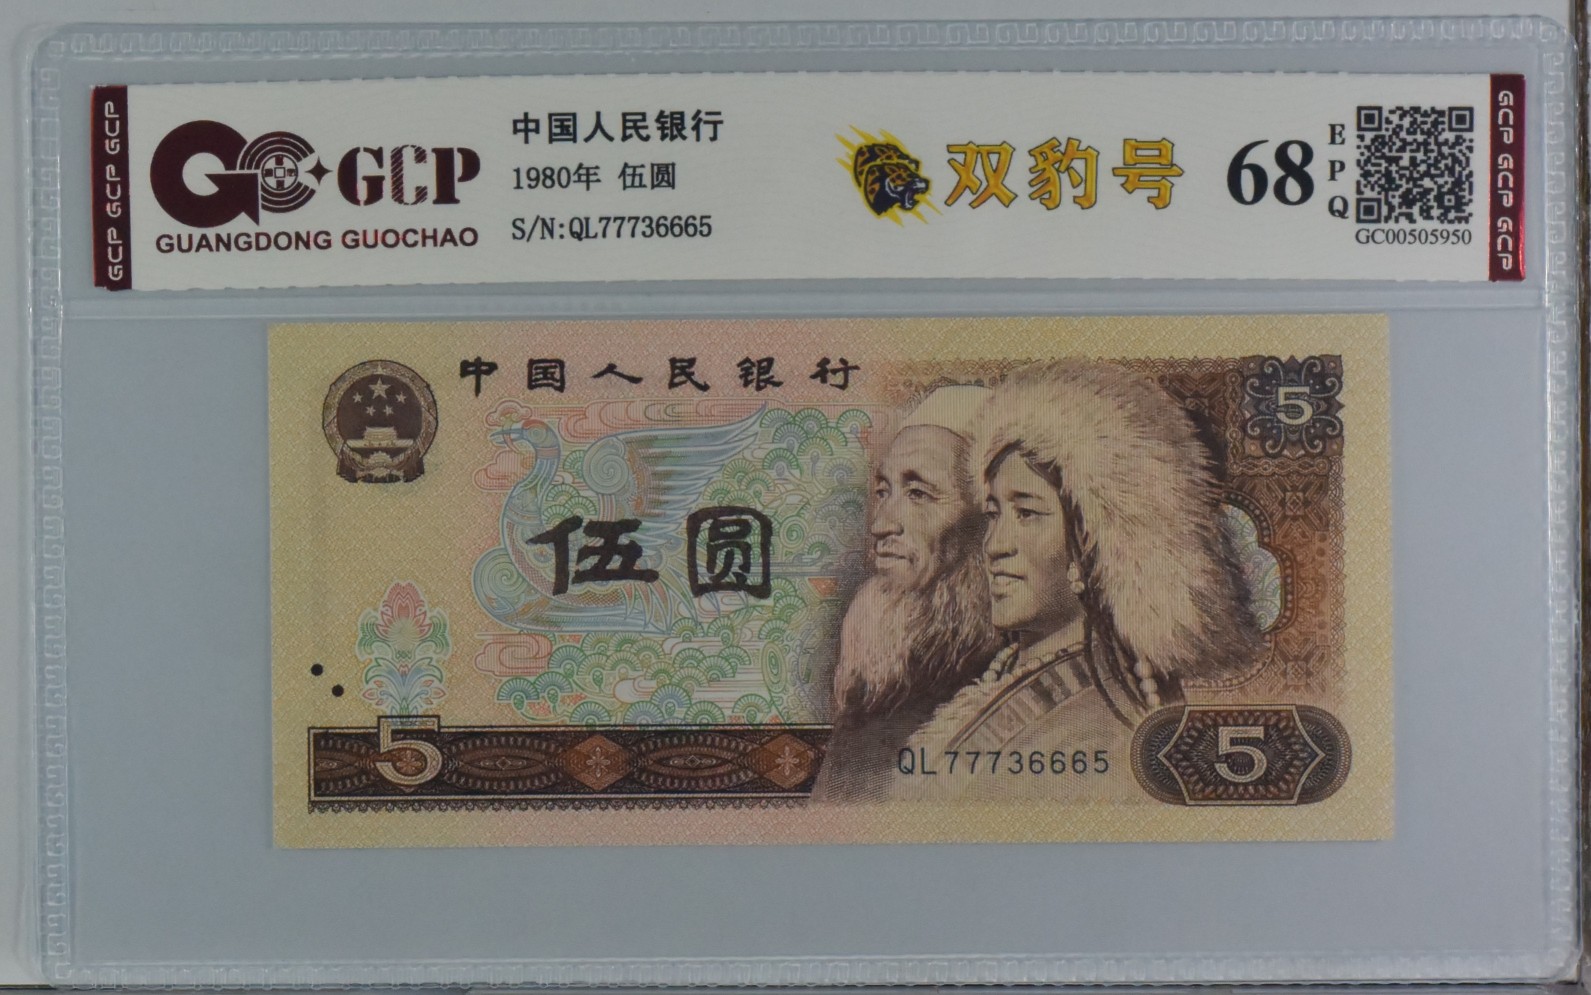 GCP GCP GCP
GCP
GUANGDONG GUOCHAO
中国人民银行
1980年 伍圆
S/N:QL77736665
双豹号
68
EPQ
GC00505950
GCP GCP GCP
中国人民银行
5
伍圆
5
QL77736665
5